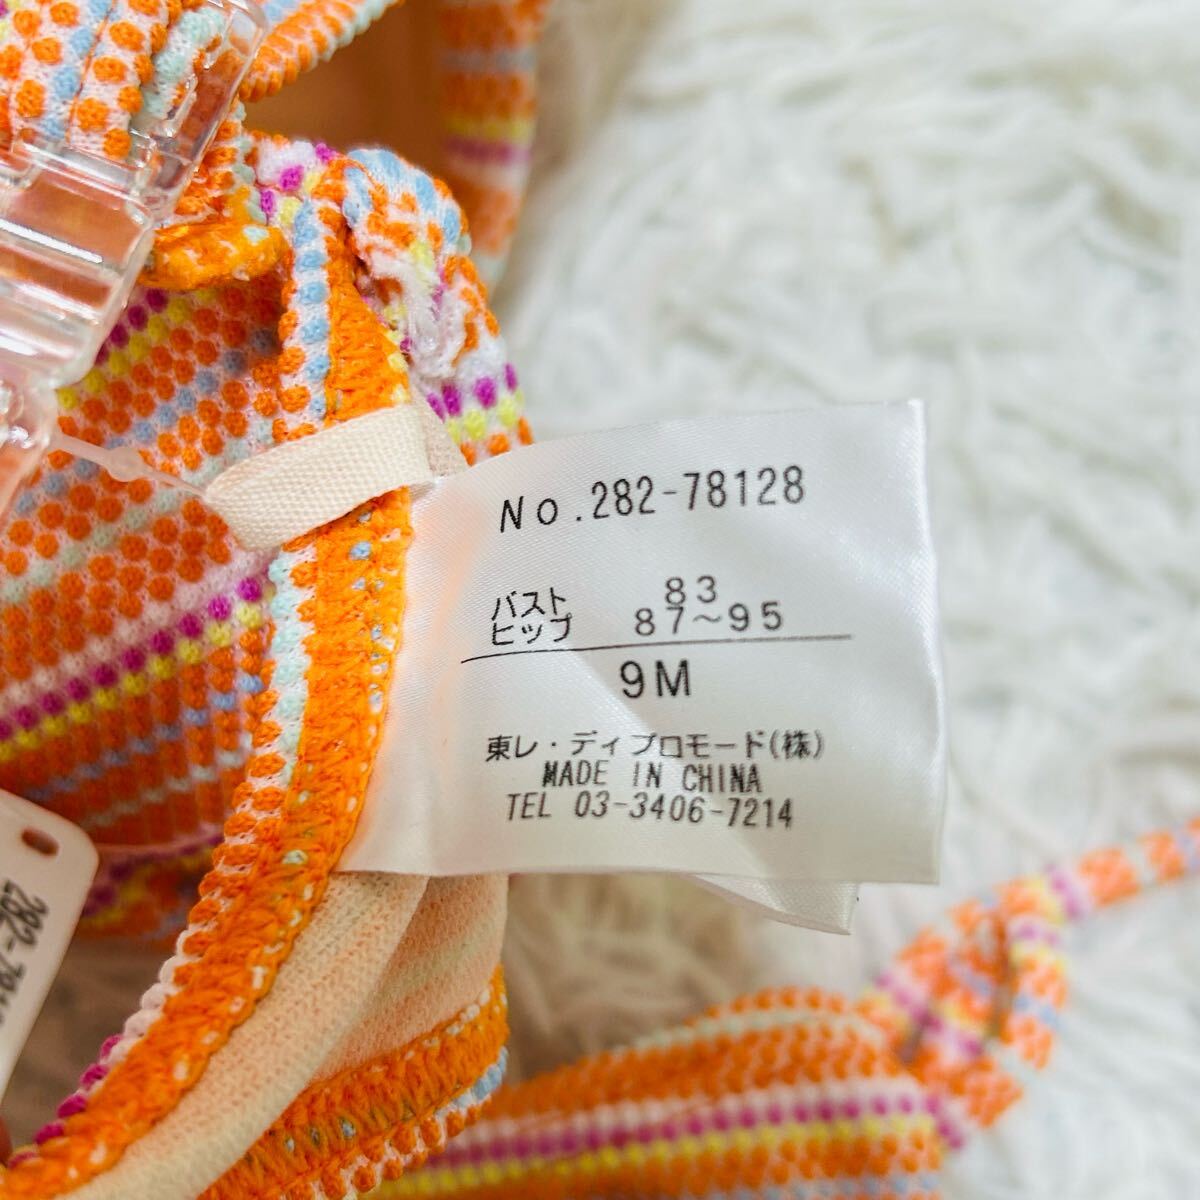 No.282-78128
バスト 83
ヒップ 87~95
9M
東レ・ディプロモード(株)
MADE IN CHINA
TEL 03-3406-7214